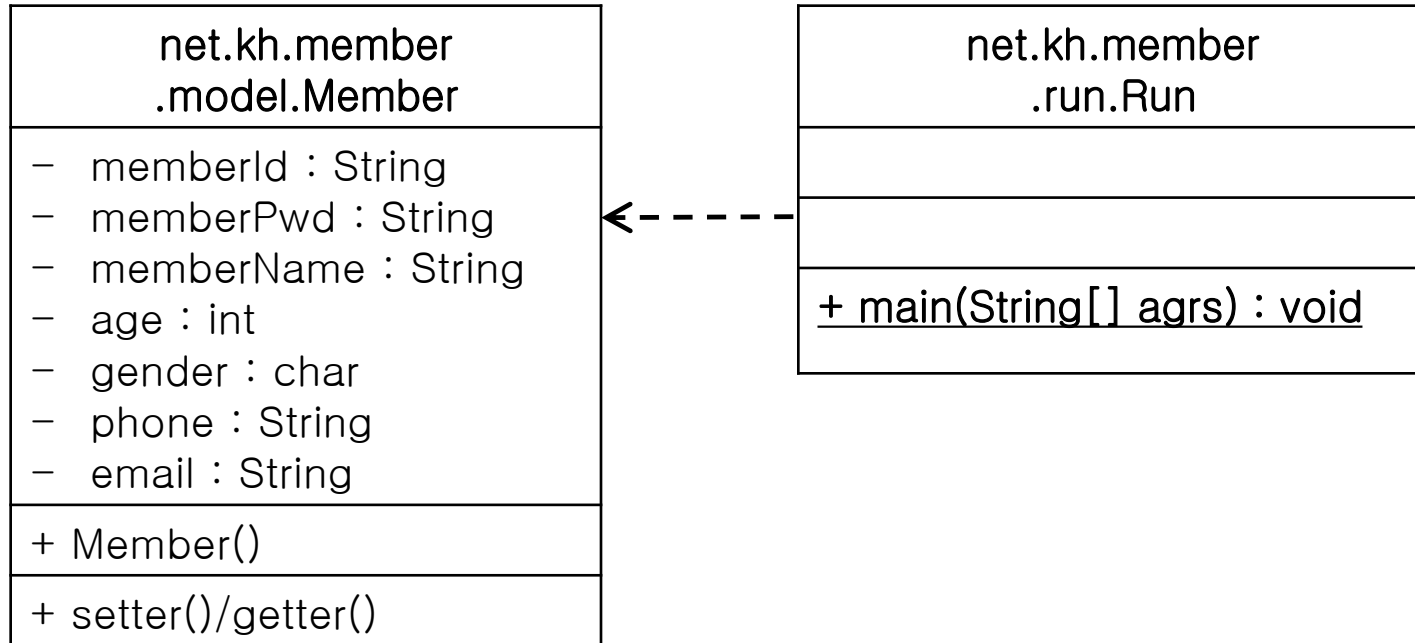 net.kh.member
.model.Member
- memberId : String
- memberPwd : String
- memberName : String
- age : int
- gender : char
- phone : String
- email : String
+ Member()
+ setter()/getter()
net.kh.member
.run.Run
+ main(String[] agrs) : void